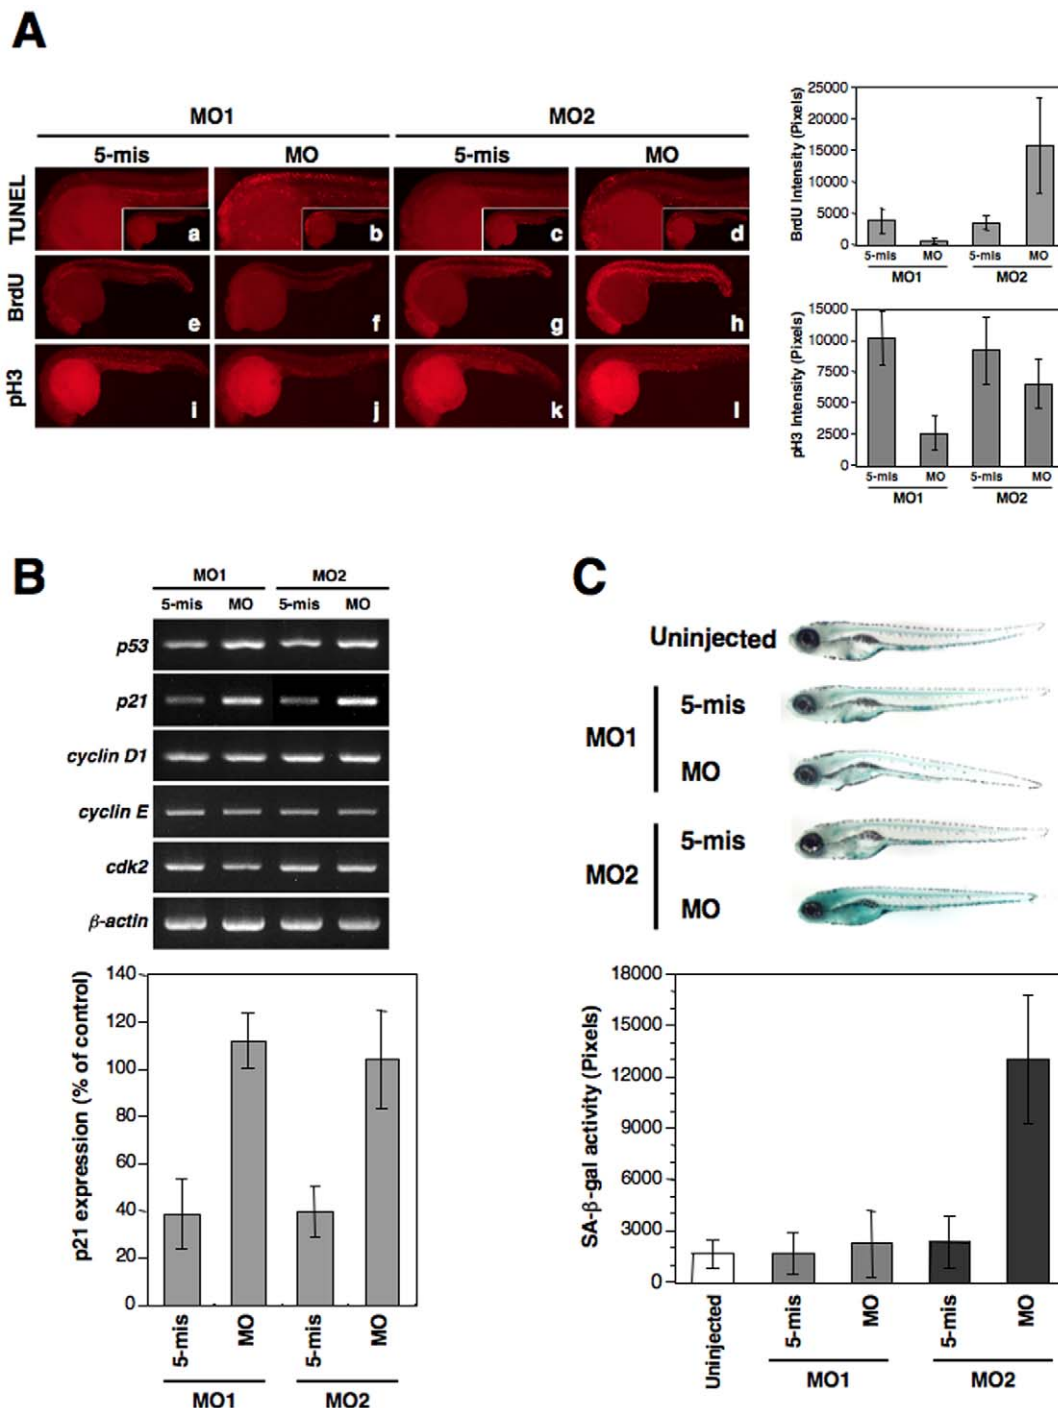 A
MO1 MO2
5-mis MO 5-mis MO
TUNEL a b c d
BrdU e f g h
pH3 i j k l
BrdU Intensity (Pixels)
25000
20000
15000
10000
5000
0
5-mis MO 5-mis MO
MO1 MO2
pH3 Intensity (Pixels)
15000
10000
7500
5000
2500
0
5-mis MO 5-mis MO
MO1 MO2
B
MO1 MO2
5-mis MO 5-mis MO
p53
p21
cyclin D1
cyclin E
cdk2
β-actin
p21 expression (% of control)
140
120
100
80
60
40
20
0
5-mis MO 5-mis MO
MO1 MO2
C
Uninjected
MO1
5-mis
MO
MO2
5-mis
MO
SA-β-gal activity (Pixels)
18000
15000
12000
9000
6000
3000
0
Uninjected 5-mis MO 5-mis MO
MO1 MO2